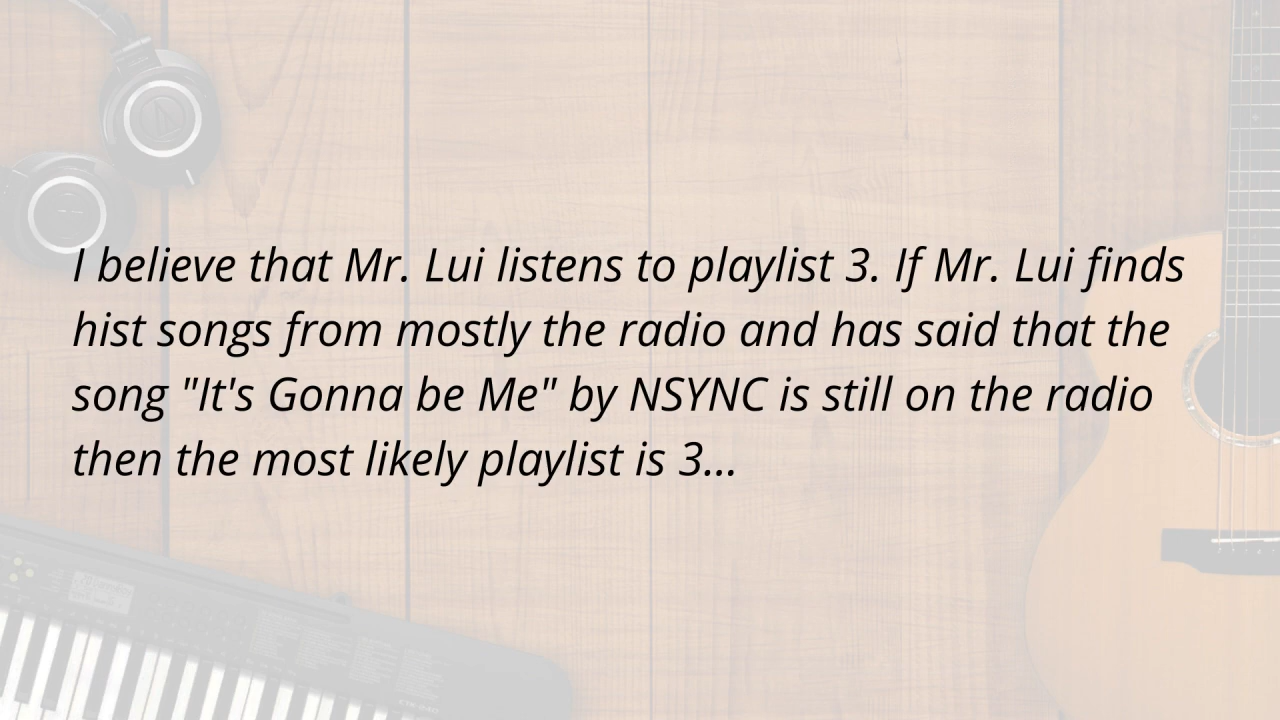 I believe that Mr. Lui listens to playlist 3. If Mr. Lui finds
hist songs from mostly the radio and has said that the
song "It's Gonna be Me" by NSYNC is still on the radio
then the most likely playlist is 3...